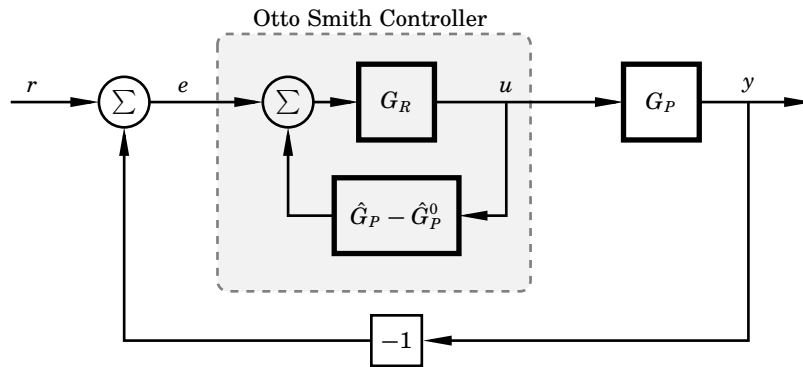 Otto Smith Controller
r
∑
e
∑
G_R
u
G_P
y
Ĝ_P − Ĝ_P^0
−1